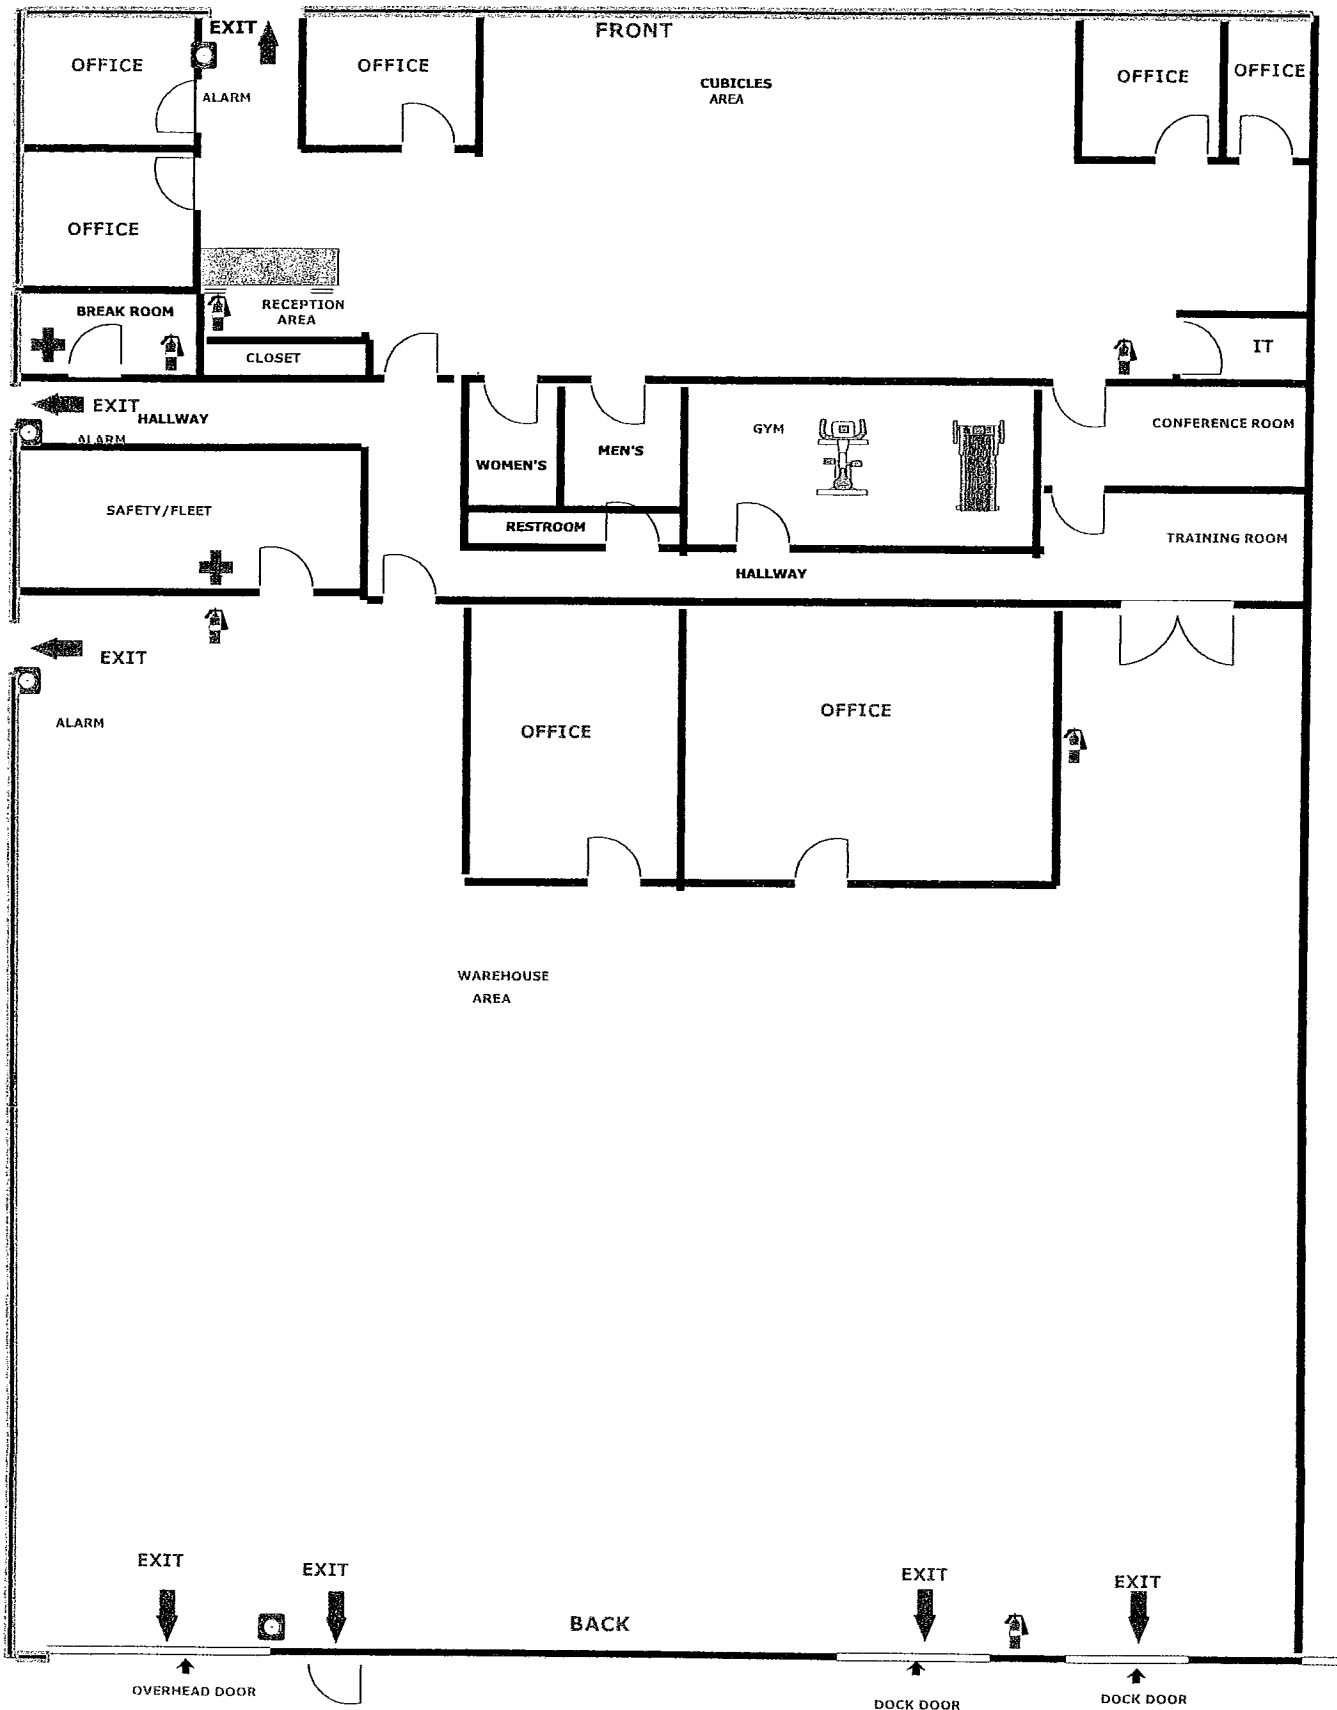 EXIT
FRONT
OFFICE
OFFICE
CUBICLES
AREA
OFFICE
OFFICE
ALARM
OFFICE
RECEPTION
AREA
BREAK ROOM
CLOSET
IT
EXIT
HALLWAY
ALARM
GYM
CONFERENCE ROOM
WOMEN'S
MEN'S
SAFETY/FLEET
RESTROOM
TRAINING ROOM
HALLWAY
EXIT
ALARM
OFFICE
OFFICE
WAREHOUSE
AREA
EXIT
EXIT
EXIT
EXIT
BACK
OVERHEAD DOOR
DOCK DOOR
DOCK DOOR